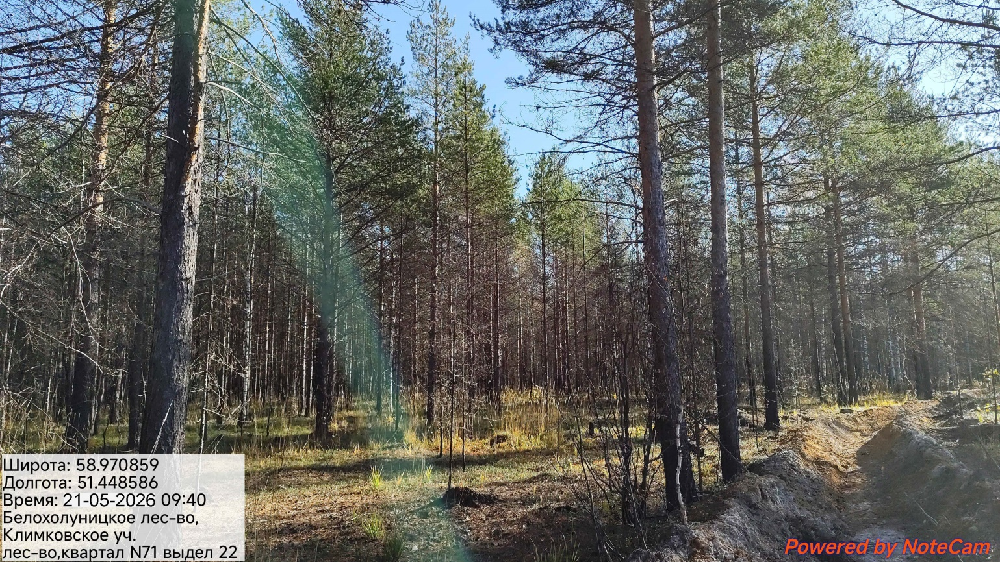 Широта: 58.970859
Долгота: 51.448586
Время: 21-05-2026 09:40
Белохолуницкое лес-во,
Климковское уч.
лес-во,квартал N71 выдел 22
Powered by NoteCam